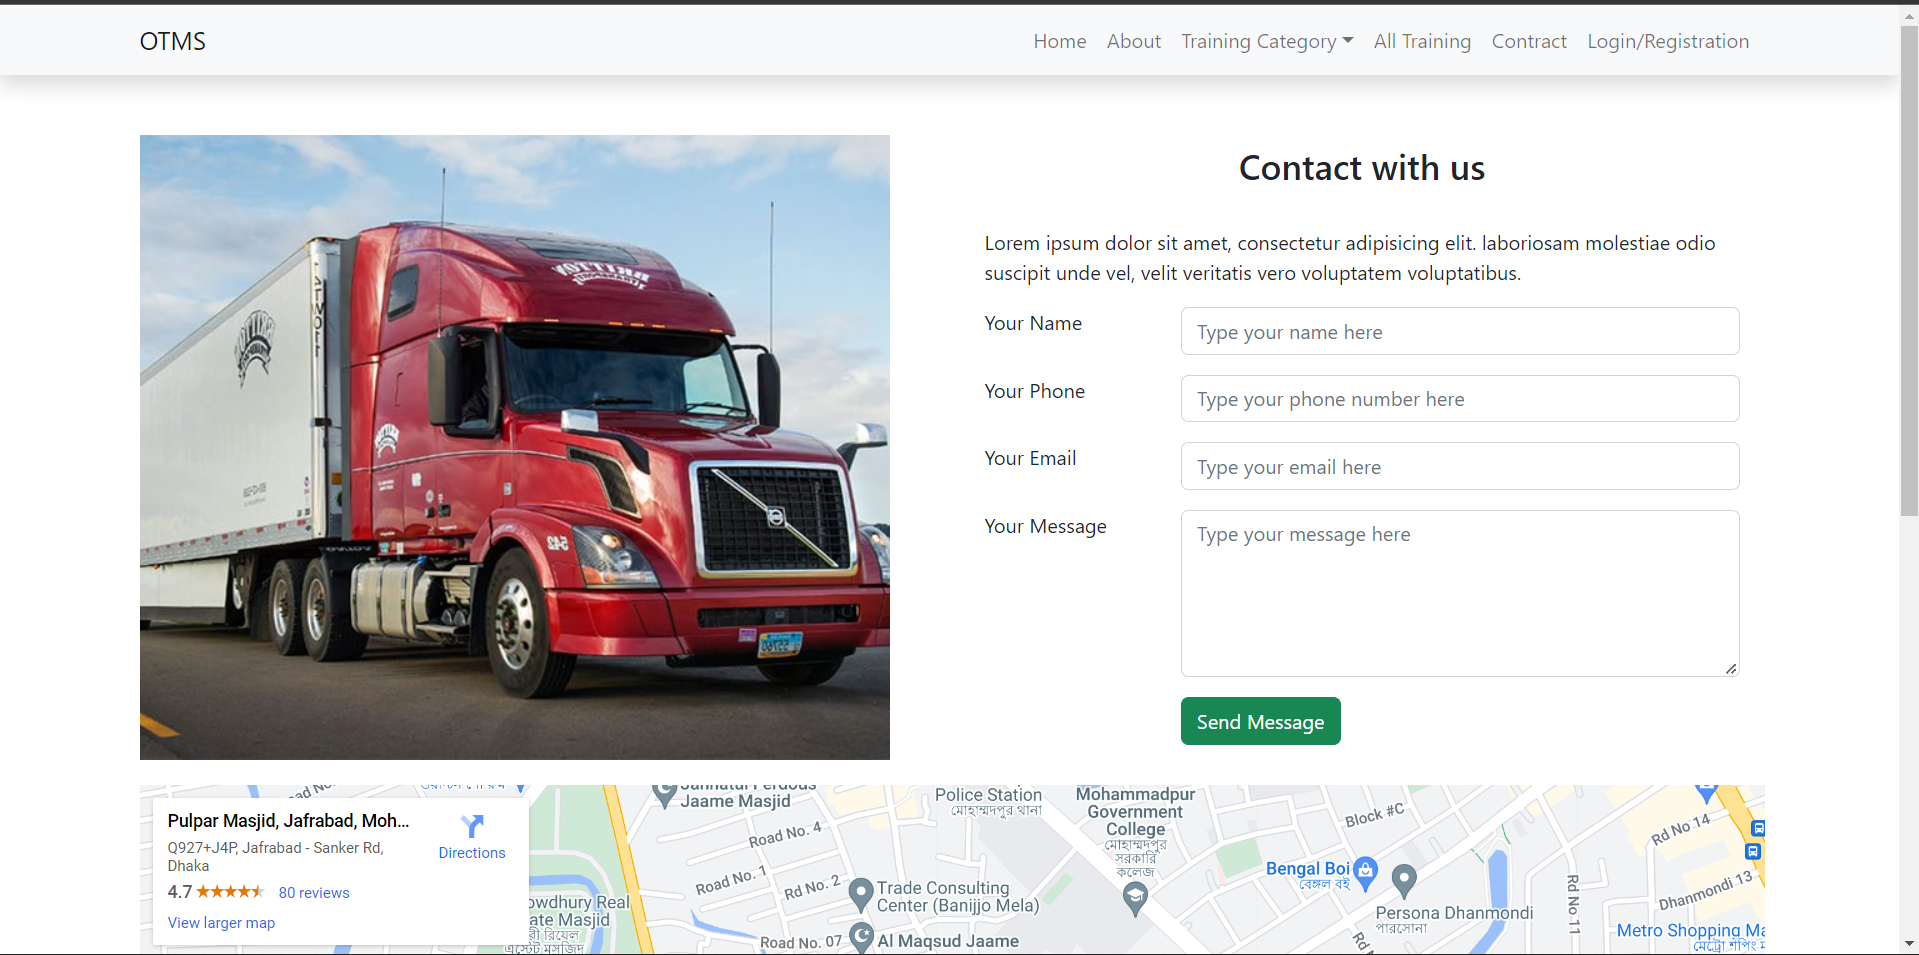 OTMS
Home About Training Category All Training Contract Login/Registration
Contact with us
Lorem ipsum dolor sit amet, consectetur adipisicing elit. laboriosam molestiae odio
suscipit unde vel, velit veritatis vero voluptatem voluptatibus.
Your Name
Type your name here
Your Phone
Type your phone number here
Your Email
Type your email here
Your Message
Type your message here
Send Message
Pulpar Masjid, Jafrabad, Moh...
Q927+J4P, Jafrabad - Sanker Rd,
Dhaka
4.7 80 reviews
View larger map
Directions
Jaame Masjid
Police Station
মোহাম্মদপুর থানা
Mohammadpur
Government
College
মোহাম্মদপুর
সরকারি
কলেজ
Block #C
Rd No 14
Road No. 4
Road No. 1
Rd No. 2
Road No. 07
Trade Consulting
Center (Banijjo Mela)
Al Maqsud Jaame
Bengal Boi
বেঙ্গল বই
Persona Dhanmondi
পারসোনা
Rd No 11
Dhanmondi 13
Metro Shopping Ma
owdhury Real
ate Masjid